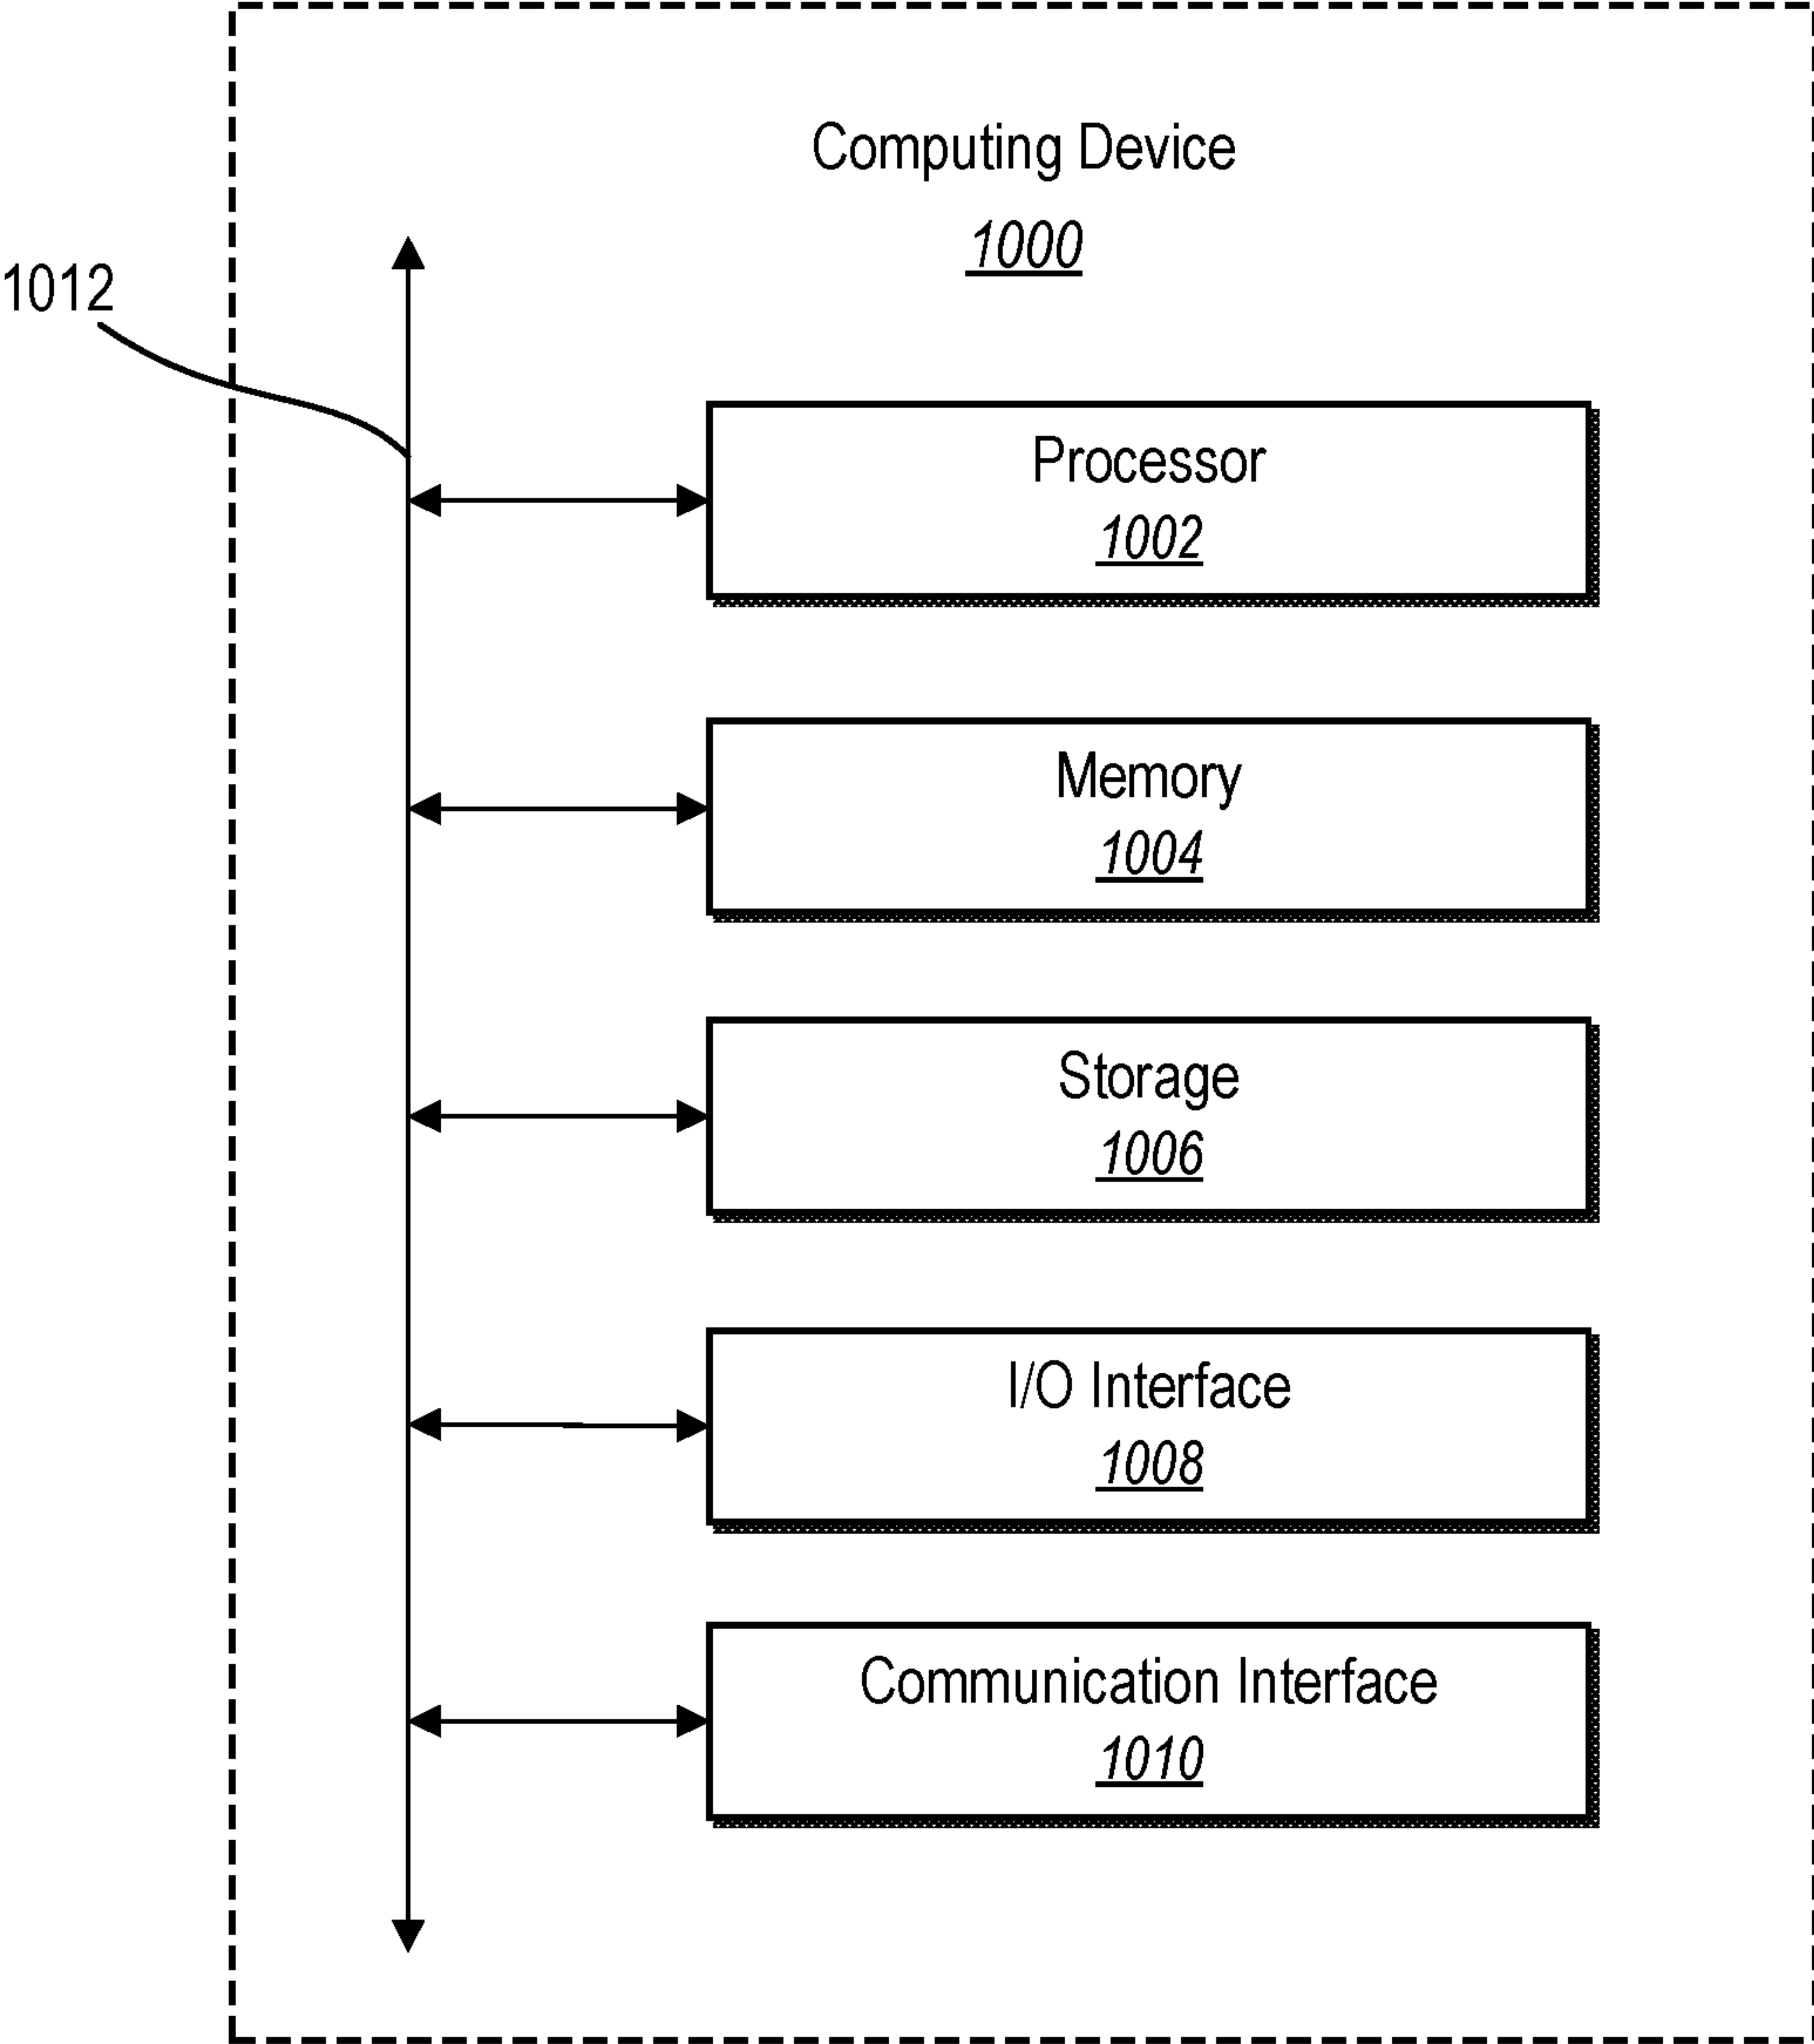 Computing Device
1000
1012
Processor
1002
Memory
1004
Storage
1006
I/O Interface
1008
Communication Interface
1010